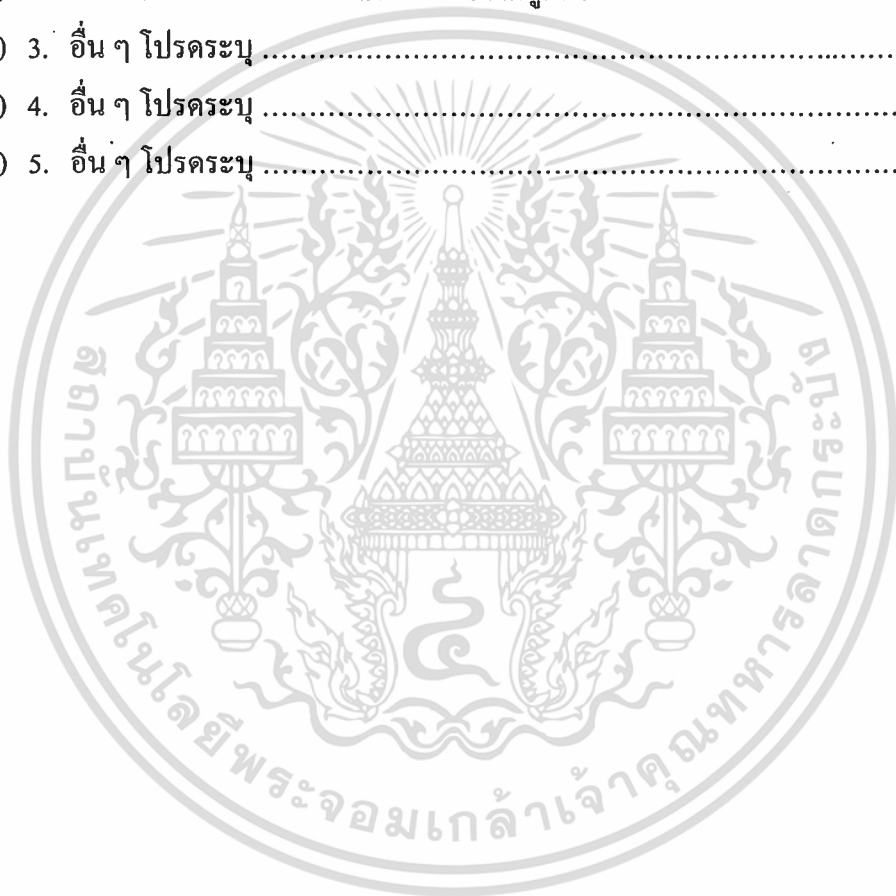 ) 3. อื่น ๆ โปรดระบุ ........................................................................
) 4. อื่น ๆ โปรดระบุ ........................................................................
) 5. อื่น ๆ โปรดระบุ ........................................................................
สถาบันเทคโนโลยีพระจอมเกล้าเจ้าคุณทหารลาดกระบัง